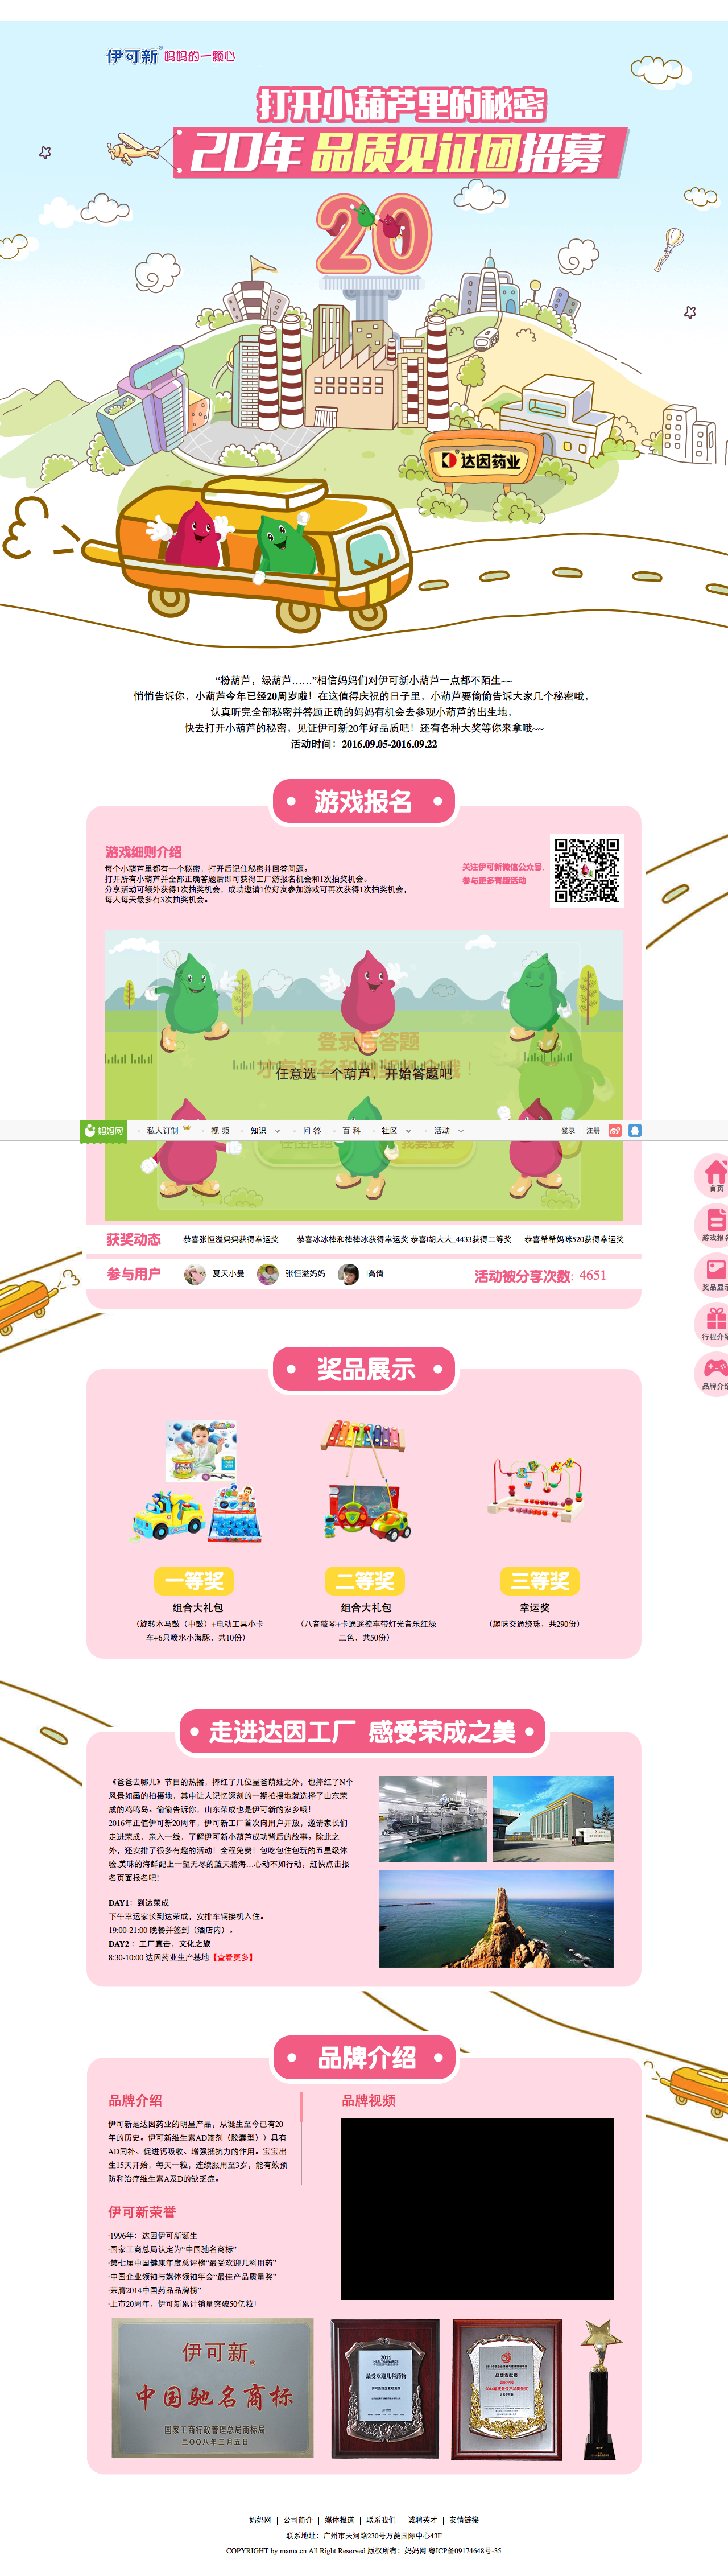 伊可新® 妈妈的一颗心
打开小葫芦里的秘密
20年 品质见证团招募
20
达因药业
“粉葫芦，绿葫芦……”相信妈妈们对伊可新小葫芦一点都不陌生~~
悄悄告诉你，小葫芦今年已经20周岁啦！在这值得庆祝的日子里，小葫芦要偷偷告诉大家几个秘密哦，
认真听完全部秘密并答题正确的妈妈有机会去参观小葫芦的出生地，
快去打开小葫芦的秘密，见证伊可新20年好品质吧！还有各种大奖等你来拿哦~~
活动时间：2016.09.05-2016.09.22
游戏报名
游戏细则介绍
每个小葫芦里都有一个秘密，打开后记住秘密并回答问题。
打开所有小葫芦并全部正确答题后即可获得工厂游报名机会和1次抽奖机会。
分享活动可额外获得1次抽奖机会，成功邀请1位好友参加游戏可再次获得1次抽奖机会，
每人每天最多有3次抽奖机会。
关注伊可新微信公众号，
参与更多有趣活动
登录后答题
任意选一个葫芦，开始答题吧
妈妈网 私人订制 视 频 知识 问 答 百 科 社区 活动 登录 注册
我要登录
首页
游戏报名
奖品显示
行程介绍
品牌介绍
获奖动态 恭喜张恒溢妈妈获得幸运奖 恭喜冰冰棒和棒棒冰获得幸运奖 恭喜l胡大大_4433获得二等奖 恭喜希希妈咪520获得幸运奖
参与用户 夏天小曼 张恒溢妈妈 l高倩 活动被分享次数: 4651
奖品展示
一等奖 二等奖 三等奖
组合大礼包 组合大礼包 幸运奖
（旋转木马鼓（中鼓）+电动工具小卡
车+6只喷水小海豚，共10份）
（八音敲琴+卡通遥控车带灯光音乐红绿
二色，共50份）
（趣味交通绕珠，共290份）
走进达因工厂 感受荣成之美
《爸爸去哪儿》节目的热播，捧红了几位星爸萌娃之外，也捧红了N个
风景如画的拍摄地，其中让人记忆深刻的一期拍摄地就选择了山东荣
成的鸡鸣岛。偷偷告诉你，山东荣成也是伊可新的家乡哦！
2016年正值伊可新20周年，伊可新工厂首次向用户开放，邀请家长们
走进荣成，亲入一线，了解伊可新小葫芦成功背后的故事。除此之
外，还安排了很多有趣的活动！全程免费！包吃包住包玩的五星级体
验,美味的海鲜配上一望无尽的蓝天碧海...心动不如行动，赶快点击报
名页面报名吧!
DAY1：到达荣成
下午幸运家长到达荣成，安排车辆接机入住。
19:00-21:00 晚餐并签到（酒店内）。
DAY2：工厂直击，文化之旅
8:30-10:00 达因药业生产基地【查看更多】
品牌介绍
品牌介绍
伊可新是达因药业的明星产品，从诞生至今已有20
年的历史。伊可新维生素AD滴剂（胶囊型））具有
AD同补、促进钙吸收、增强抵抗力的作用。宝宝出
生15天开始，每天一粒，连续服用至3岁，能有效预
防和治疗维生素A及D的缺乏症。
品牌视频
伊可新荣誉
·1996年：达因伊可新诞生
·国家工商总局认定为“中国驰名商标”
·第七届中国健康年度总评榜“最受欢迎儿科用药”
·中国企业领袖与媒体领袖年会“最佳产品质量奖”
·荣膺2014中国药品品牌榜”
·上市20周年，伊可新累计销量突破50亿粒！
伊可新
中国驰名商标
国家工商行政管理总局商标局
二〇〇八年三月五日
2011
最受欢迎儿科药物
妈妈网 | 公司简介 | 媒体报道 | 联系我们 | 诚聘英才 | 友情链接
联系地址：广州市天河路230号万菱国际中心43F
COPYRIGHT by mama.cn All Right Reserved 版权所有：妈妈网 粤ICP备09174648号-35